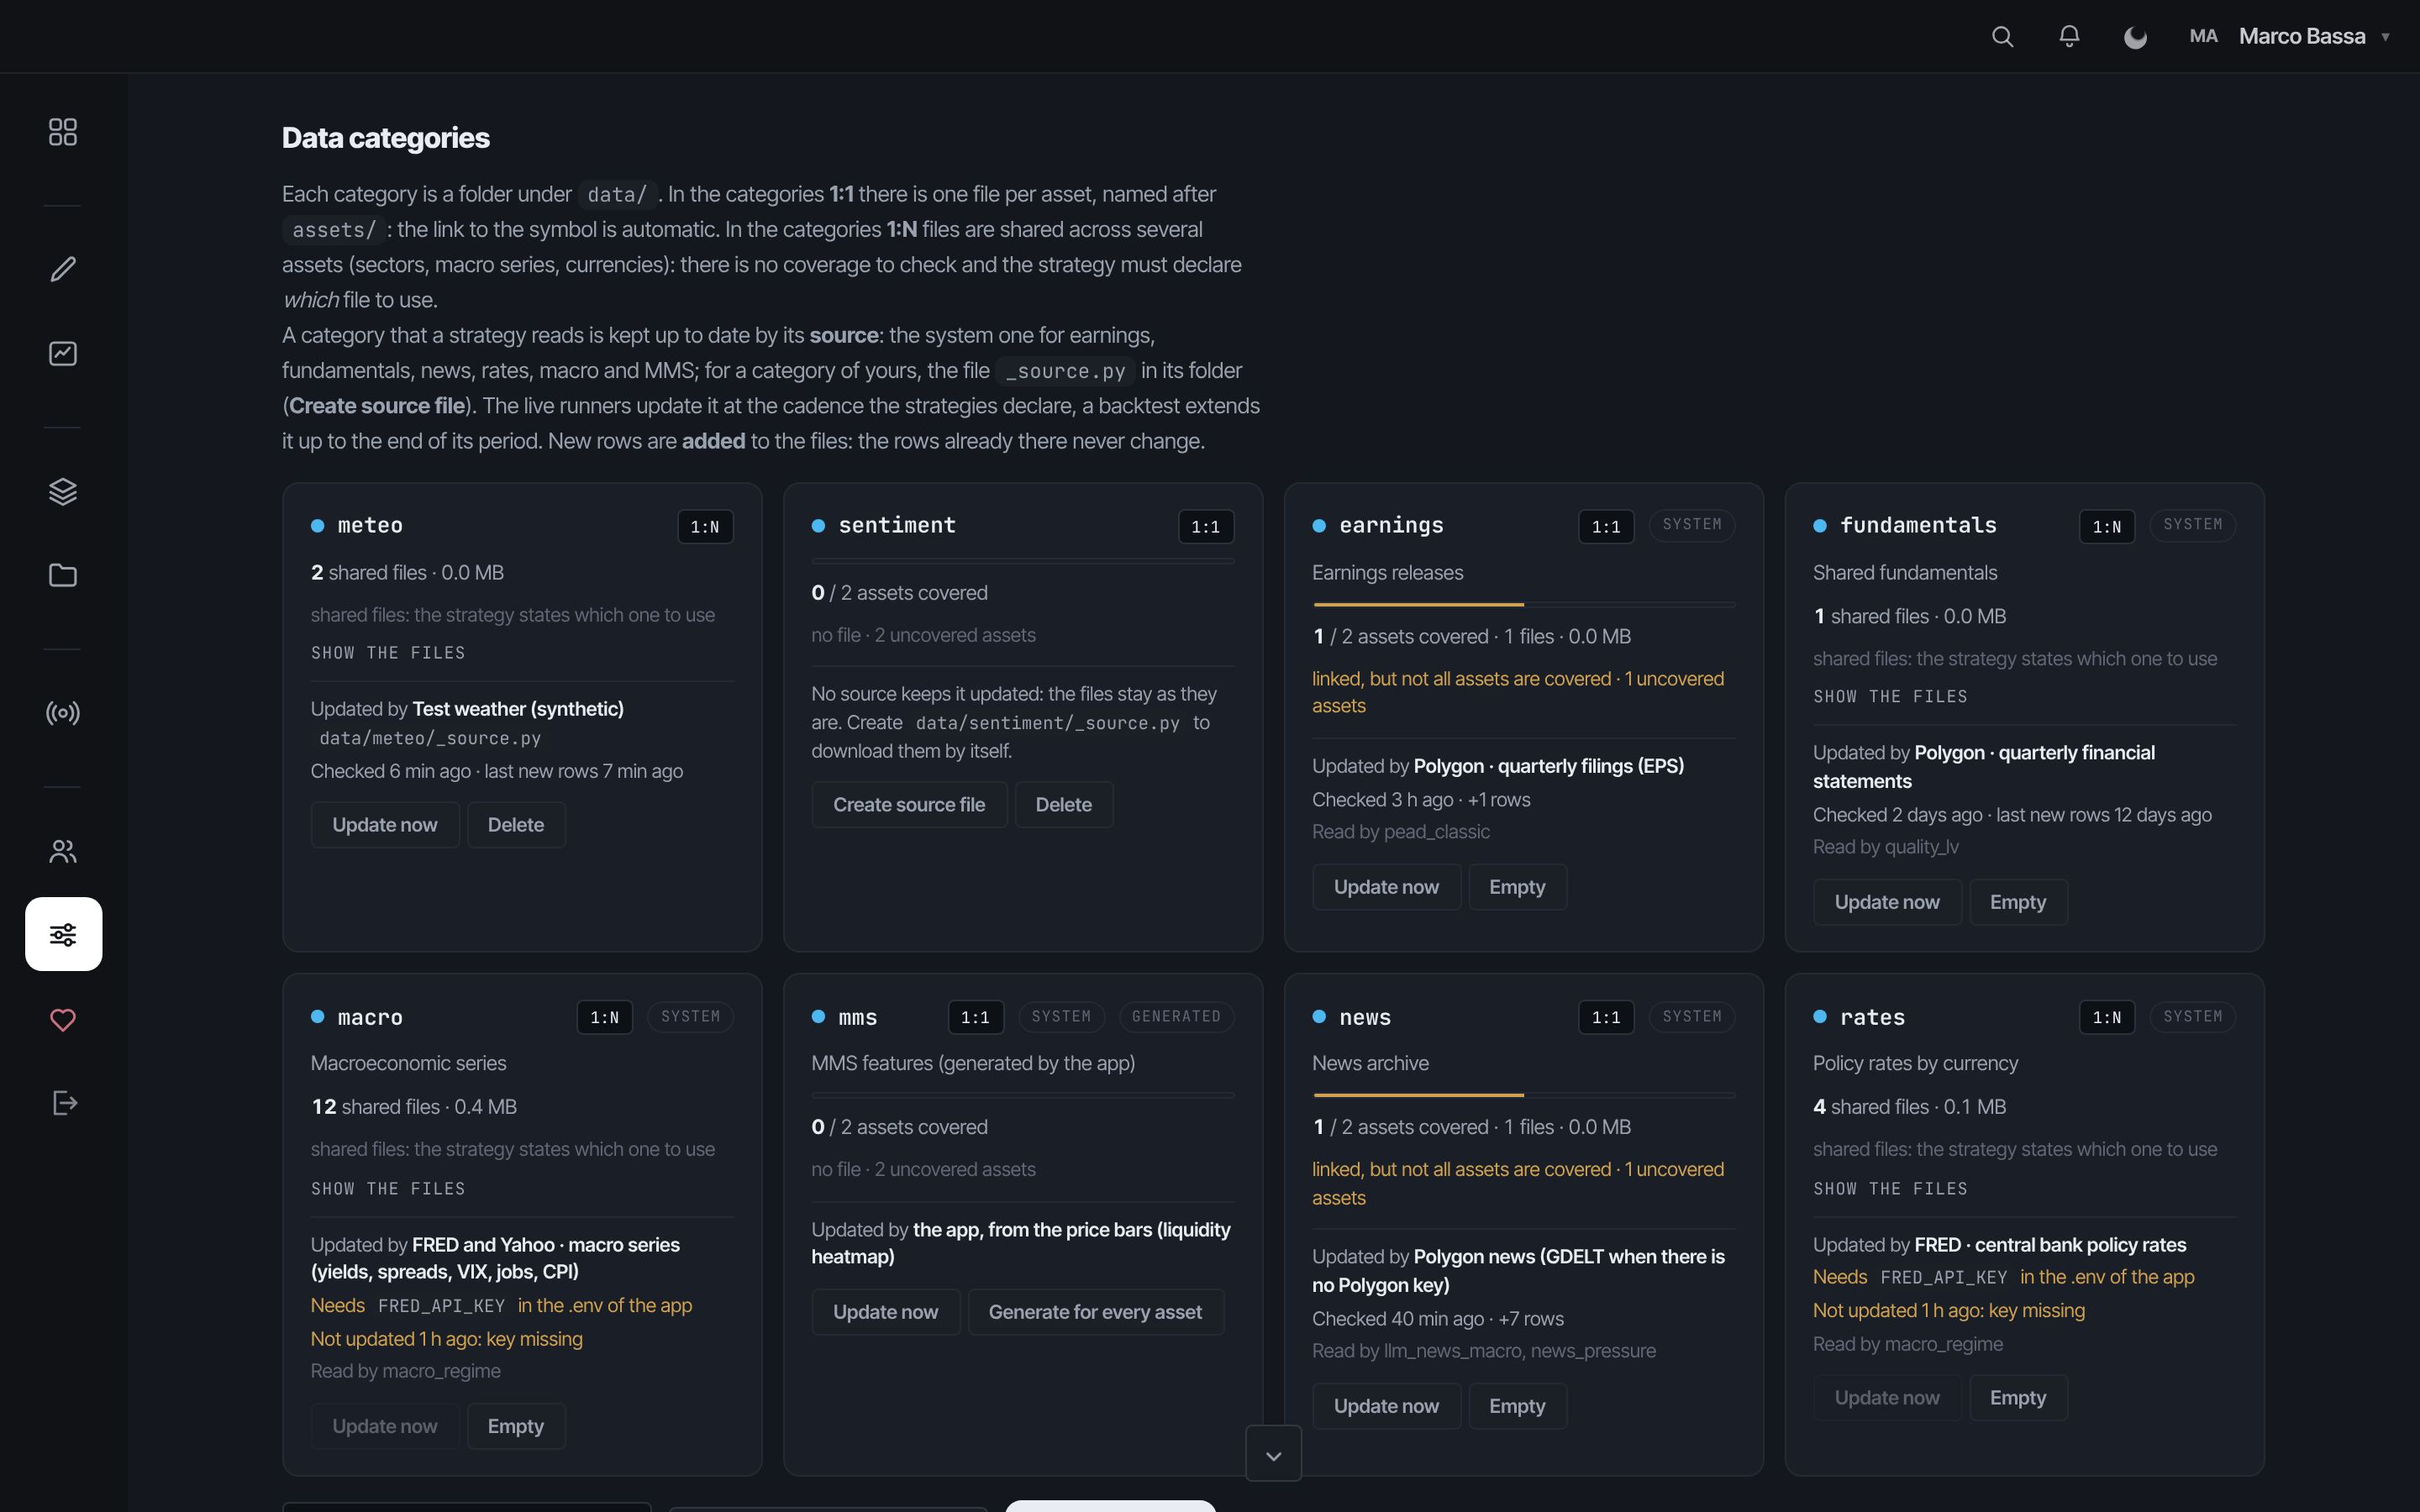 MA Marco Bassa
Data categories
Each category is a folder under data/ . In the categories 1:1 there is one file per asset, named after
assets/ : the link to the symbol is automatic. In the categories 1:N files are shared across several
assets (sectors, macro series, currencies): there is no coverage to check and the strategy must declare
which file to use.
A category that a strategy reads is kept up to date by its source: the system one for earnings,
fundamentals, news, rates, macro and MMS; for a category of yours, the file _source.py in its folder
(Create source file). The live runners update it at the cadence the strategies declare, a backtest extends
it up to the end of its period. New rows are added to the files: the rows already there never change.
meteo 1:N
2 shared files · 0.0 MB
shared files: the strategy states which one to use
SHOW THE FILES
Updated by Test weather (synthetic)
data/meteo/_source.py
Checked 6 min ago · last new rows 7 min ago
Update now Delete
sentiment 1:1
0 / 2 assets covered
no file · 2 uncovered assets
No source keeps it updated: the files stay as they
are. Create data/sentiment/_source.py to
download them by itself.
Create source file Delete
earnings 1:1 SYSTEM
Earnings releases
1 / 2 assets covered · 1 files · 0.0 MB
linked, but not all assets are covered · 1 uncovered
assets
Updated by Polygon · quarterly filings (EPS)
Checked 3 h ago · +1 rows
Read by pead_classic
Update now Empty
fundamentals 1:N SYSTEM
Shared fundamentals
1 shared files · 0.0 MB
shared files: the strategy states which one to use
SHOW THE FILES
Updated by Polygon · quarterly financial
statements
Checked 2 days ago · last new rows 12 days ago
Read by quality_lv
Update now Empty
macro 1:N SYSTEM
Macroeconomic series
12 shared files · 0.4 MB
shared files: the strategy states which one to use
SHOW THE FILES
Updated by FRED and Yahoo · macro series
(yields, spreads, VIX, jobs, CPI)
Needs FRED_API_KEY in the .env of the app
Not updated 1 h ago: key missing
Read by macro_regime
Update now Empty
mms 1:1 SYSTEM GENERATED
MMS features (generated by the app)
0 / 2 assets covered
no file · 2 uncovered assets
Updated by the app, from the price bars (liquidity
heatmap)
Update now Generate for every asset
news 1:1 SYSTEM
News archive
1 / 2 assets covered · 1 files · 0.0 MB
linked, but not all assets are covered · 1 uncovered
assets
Updated by Polygon news (GDELT when there is
no Polygon key)
Checked 40 min ago · +7 rows
Read by llm_news_macro, news_pressure
Update now Empty
rates 1:N SYSTEM
Policy rates by currency
4 shared files · 0.1 MB
shared files: the strategy states which one to use
SHOW THE FILES
Updated by FRED · central bank policy rates
Needs FRED_API_KEY in the .env of the app
Not updated 1 h ago: key missing
Read by macro_regime
Update now Empty